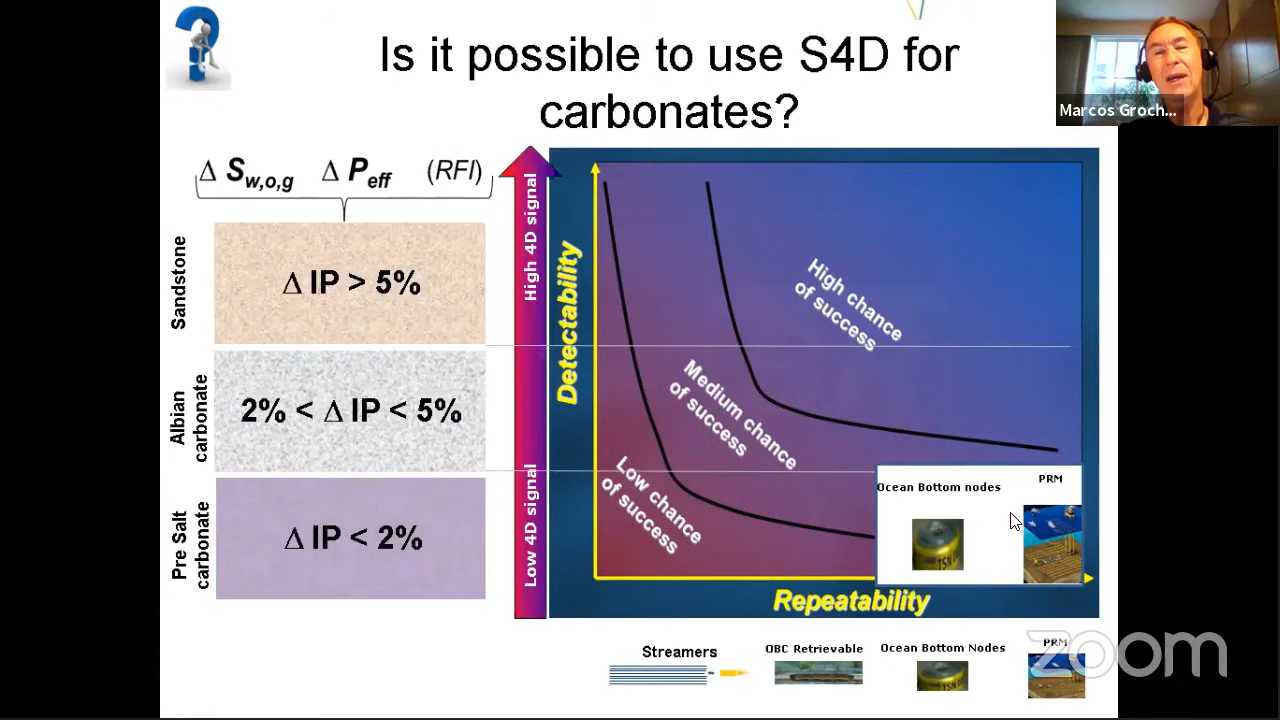 Is it possible to use S4D for
carbonates?
Marcos Groch...
Δ Sw,o,g Δ Peff (RFI)
Sandstone
Δ IP > 5%
Albian
carbonate
2% < Δ IP < 5%
Pre Salt
carbonate
Δ IP < 2%
High 4D signal
Low 4D signal
Detectability
High chance
of success
Medium chance
of success
Low chance
of success
Ocean Bottom nodes
PRM
Repeatability
Streamers
OBC Retrievable
Ocean Bottom Nodes
PRM
zoom